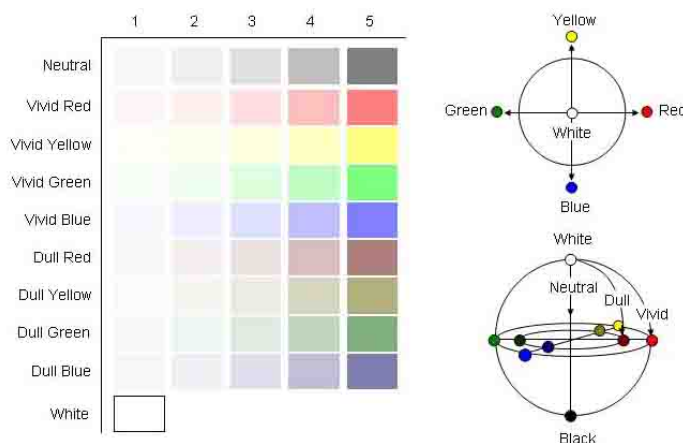 1 2 3 4 5
Neutral
Vivid Red
Vivid Yellow
Vivid Green
Vivid Blue
Dull Red
Dull Yellow
Dull Green
Dull Blue
White
Yellow
Green Red
White
Blue
White
Neutral
Dull
Vivid
Black